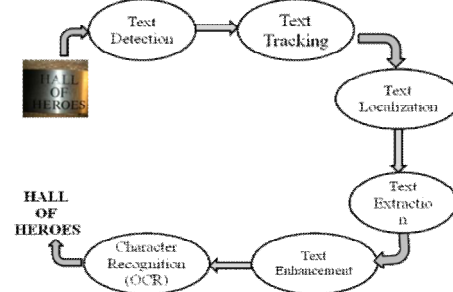 Text
Detection
Text
Tracking
HALL
OF
HEROES
Text
Localization
Text
Extractio
n
Text
Enhancement
Character
Recognition
(OCR)
HALL
OF
HEROES